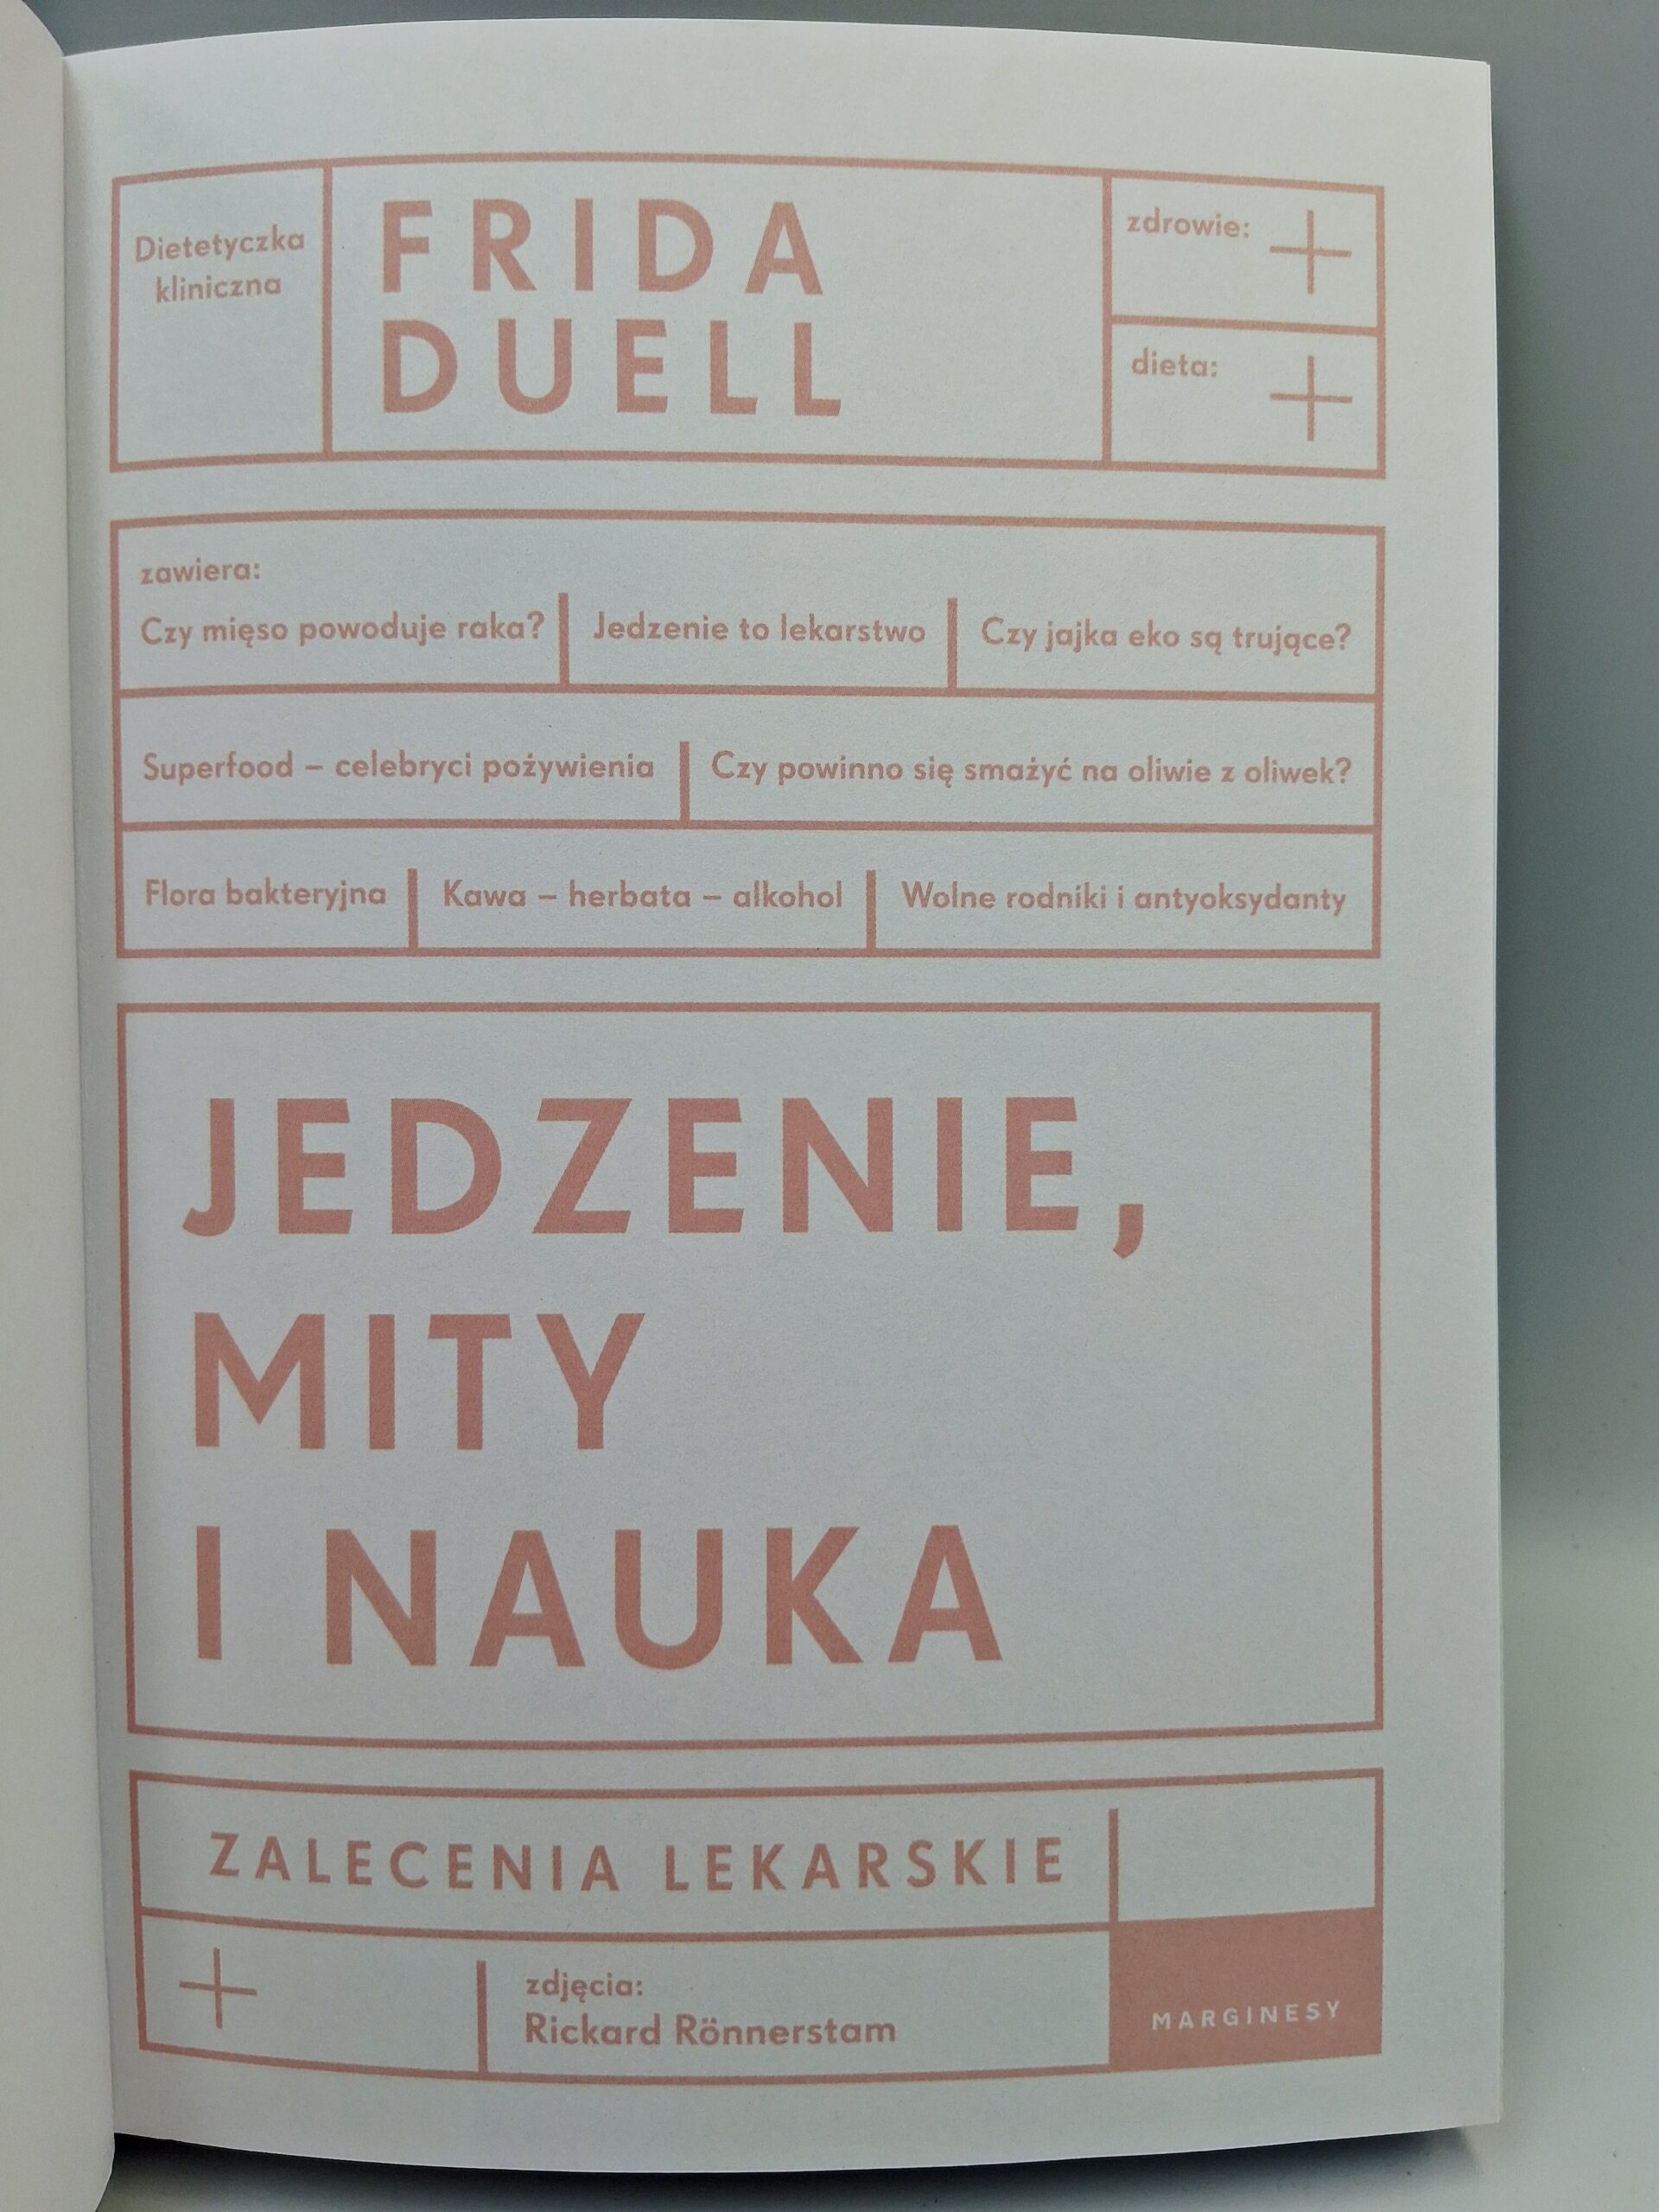 Dietetyczka
kliniczna
FRIDA
DUELL
zdrowie:
dieta:
zawiera:
Czy mięso powoduje raka?
Jedzenie to lekarstwo
Czy jajka eko są trujące?
Superfood – celebryci pożywienia
Czy powinno się smażyć na oliwie z oliwek?
Flora bakteryjna
Kawa – herbata – alkohol
Wolne rodniki i antyoksydanty
JEDZENIE,
MITY
I NAUKA
ZALECENIA LEKARSKIE
zdjęcia:
Rickard Rönnerstam
MARGINESY